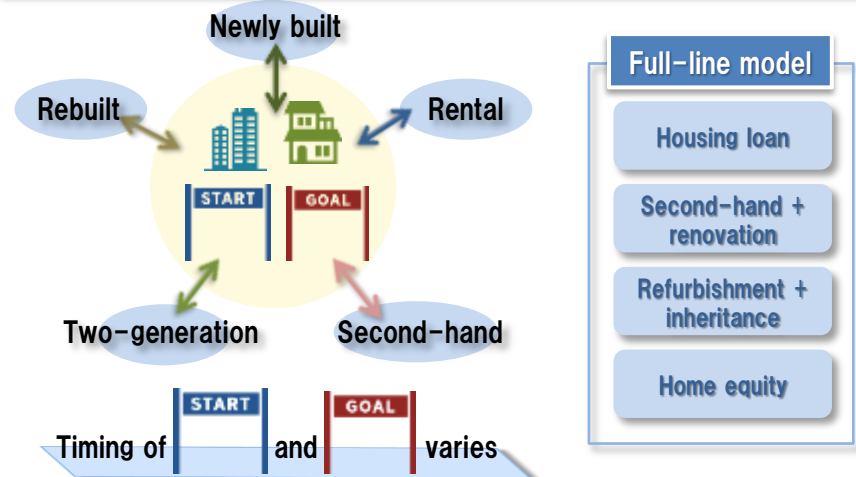 Newly built
Rebuilt
Rental
START
GOAL
Two-generation
Second-hand
START
GOAL
Timing of and varies
Full-line model
Housing loan
Second-hand +
renovation
Refurbishment +
inheritance
Home equity